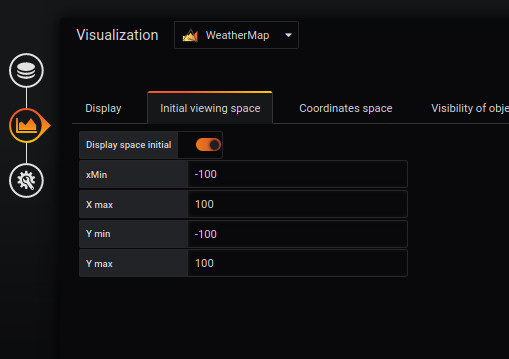 Visualization WeatherMap
Display Initial viewing space Coordinates space Visibility of obje
Display space initial
xMin -100
X max 100
Y min -100
Y max 100